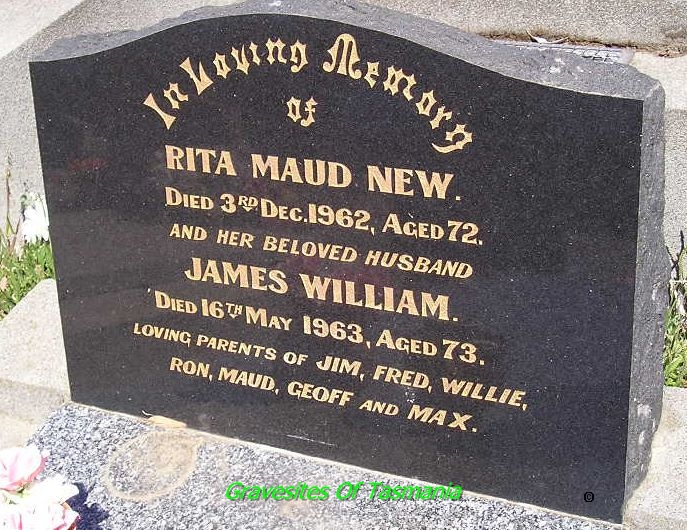 In Loving Memory
of
RITA MAUD NEW.
DIED 3RD DEC. 1962, AGED 72.
AND HER BELOVED HUSBAND
JAMES WILLIAM.
DIED 16TH MAY 1963, AGED 73.
LOVING PARENTS OF JIM, FRED, WILLIE,
RON, MAUD, GEOFF AND MAX.
Gravesites Of Tasmania
©